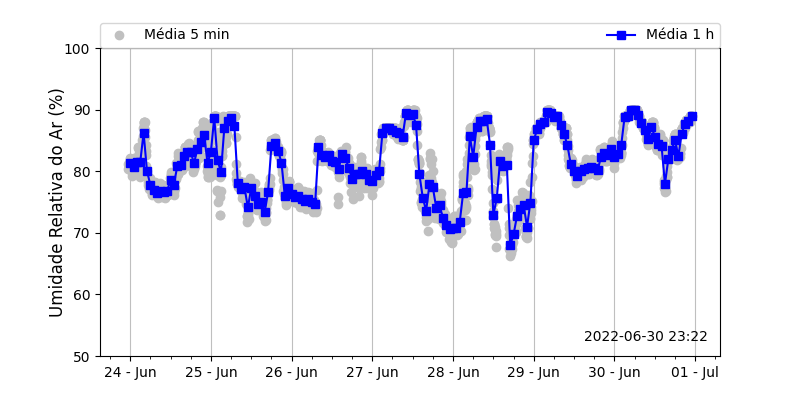 Média 5 min Média 1 h
Umidade Relativa do Ar (%)
100
90
80
70
60
50
2022-06-30 23:22
24 - Jun 25 - Jun 26 - Jun 27 - Jun 28 - Jun 29 - Jun 30 - Jun 01 - Jul